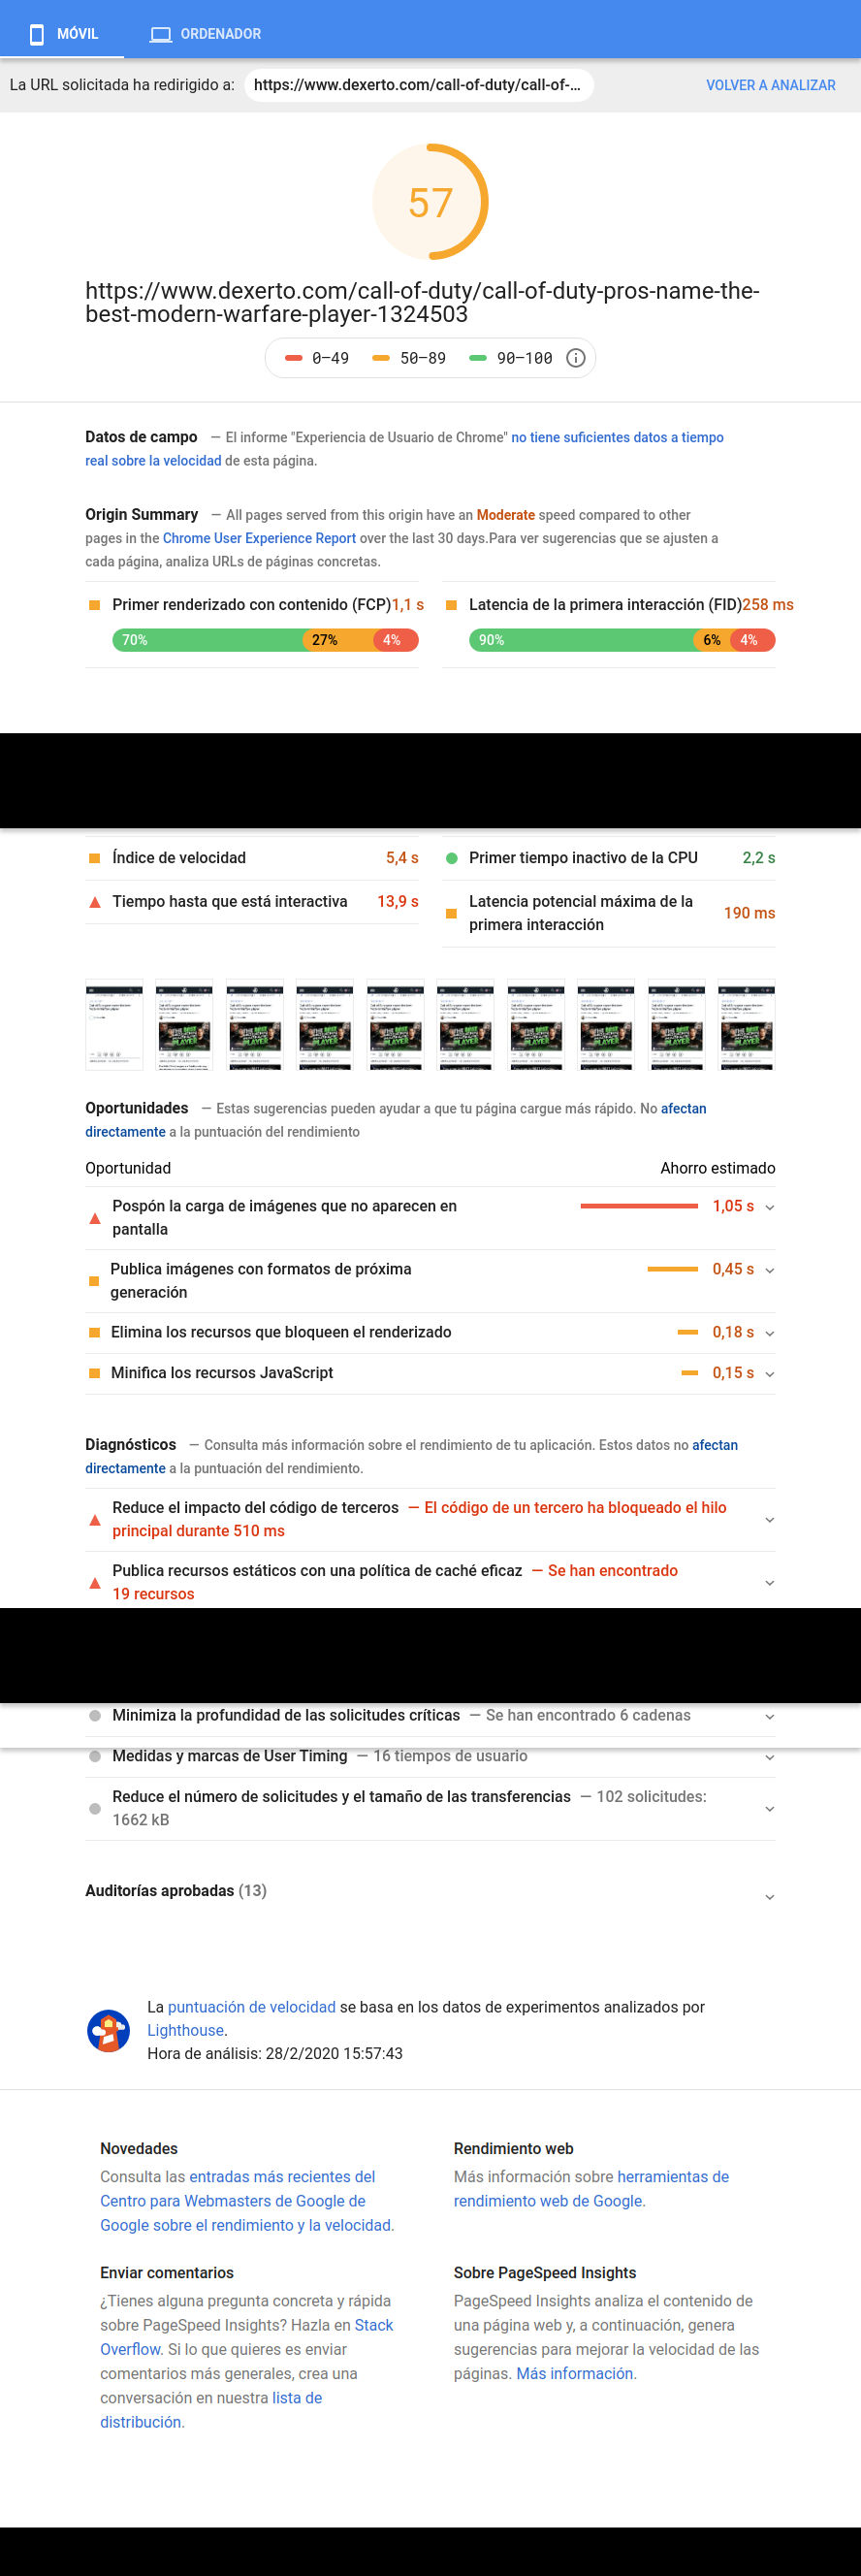 MÓVIL
ORDENADOR
La URL solicitada ha redirigido a:
https://www.dexerto.com/call-of-duty/call-of-...
VOLVER A ANALIZAR
57
https://www.dexerto.com/call-of-duty/call-of-duty-pros-name-the-
best-modern-warfare-player-1324503
0–49
50–89
90–100
Datos de campo — El informe "Experiencia de Usuario de Chrome" no tiene suficientes datos a tiempo
real sobre la velocidad de esta página.
Origin Summary — All pages served from this origin have an Moderate speed compared to other
pages in the Chrome User Experience Report over the last 30 days.Para ver sugerencias que se ajusten a
cada página, analiza URLs de páginas concretas.
Primer renderizado con contenido (FCP)1,1 s
70%
27%
4%
Latencia de la primera interacción (FID)258 ms
90%
6%
4%
Índice de velocidad
5,4 s
Primer tiempo inactivo de la CPU
2,2 s
Tiempo hasta que está interactiva
13,9 s
Latencia potencial máxima de la
primera interacción
190 ms
Oportunidades — Estas sugerencias pueden ayudar a que tu página cargue más rápido. No afectan
directamente a la puntuación del rendimiento
Oportunidad
Ahorro estimado
Pospón la carga de imágenes que no aparecen en
pantalla
1,05 s
Publica imágenes con formatos de próxima
generación
0,45 s
Elimina los recursos que bloqueen el renderizado
0,18 s
Minifica los recursos JavaScript
0,15 s
Diagnósticos — Consulta más información sobre el rendimiento de tu aplicación. Estos datos no afectan
directamente a la puntuación del rendimiento.
Reduce el impacto del código de terceros — El código de un tercero ha bloqueado el hilo
principal durante 510 ms
Publica recursos estáticos con una política de caché eficaz — Se han encontrado
19 recursos
Minimiza la profundidad de las solicitudes críticas — Se han encontrado 6 cadenas
Medidas y marcas de User Timing — 16 tiempos de usuario
Reduce el número de solicitudes y el tamaño de las transferencias — 102 solicitudes:
1662 kB
Auditorías aprobadas (13)
La puntuación de velocidad se basa en los datos de experimentos analizados por
Lighthouse.
Hora de análisis: 28/2/2020 15:57:43
Novedades
Consulta las entradas más recientes del
Centro para Webmasters de Google de
Google sobre el rendimiento y la velocidad.
Rendimiento web
Más información sobre herramientas de
rendimiento web de Google.
Enviar comentarios
¿Tienes alguna pregunta concreta y rápida
sobre PageSpeed Insights? Hazla en Stack
Overflow. Si lo que quieres es enviar
comentarios más generales, crea una
conversación en nuestra lista de
distribución.
Sobre PageSpeed Insights
PageSpeed Insights analiza el contenido de
una página web y, a continuación, genera
sugerencias para mejorar la velocidad de las
páginas. Más información.